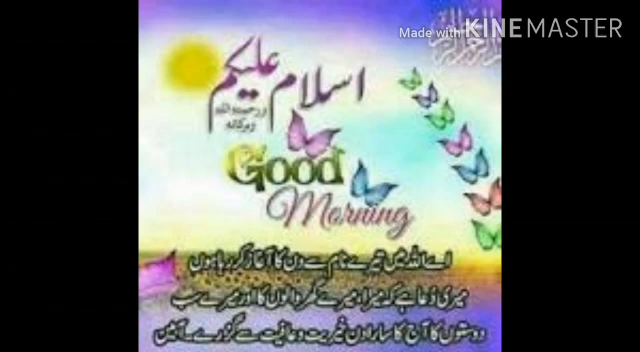 Made with KINEMASTER
اسلام علیکم
ورحمتہ اللہ
وبرکاتہ
Good
Morning
اے اللہ میں تیرے نام سے دن کا آغاز کر رہا ہوں
میری دُعا ہے کہ میرا، میرے گھر والوں کا اور میرے سب
دوستوں کا آج کا سارا دن خیریت و عافیت سے گزرے۔ آمین